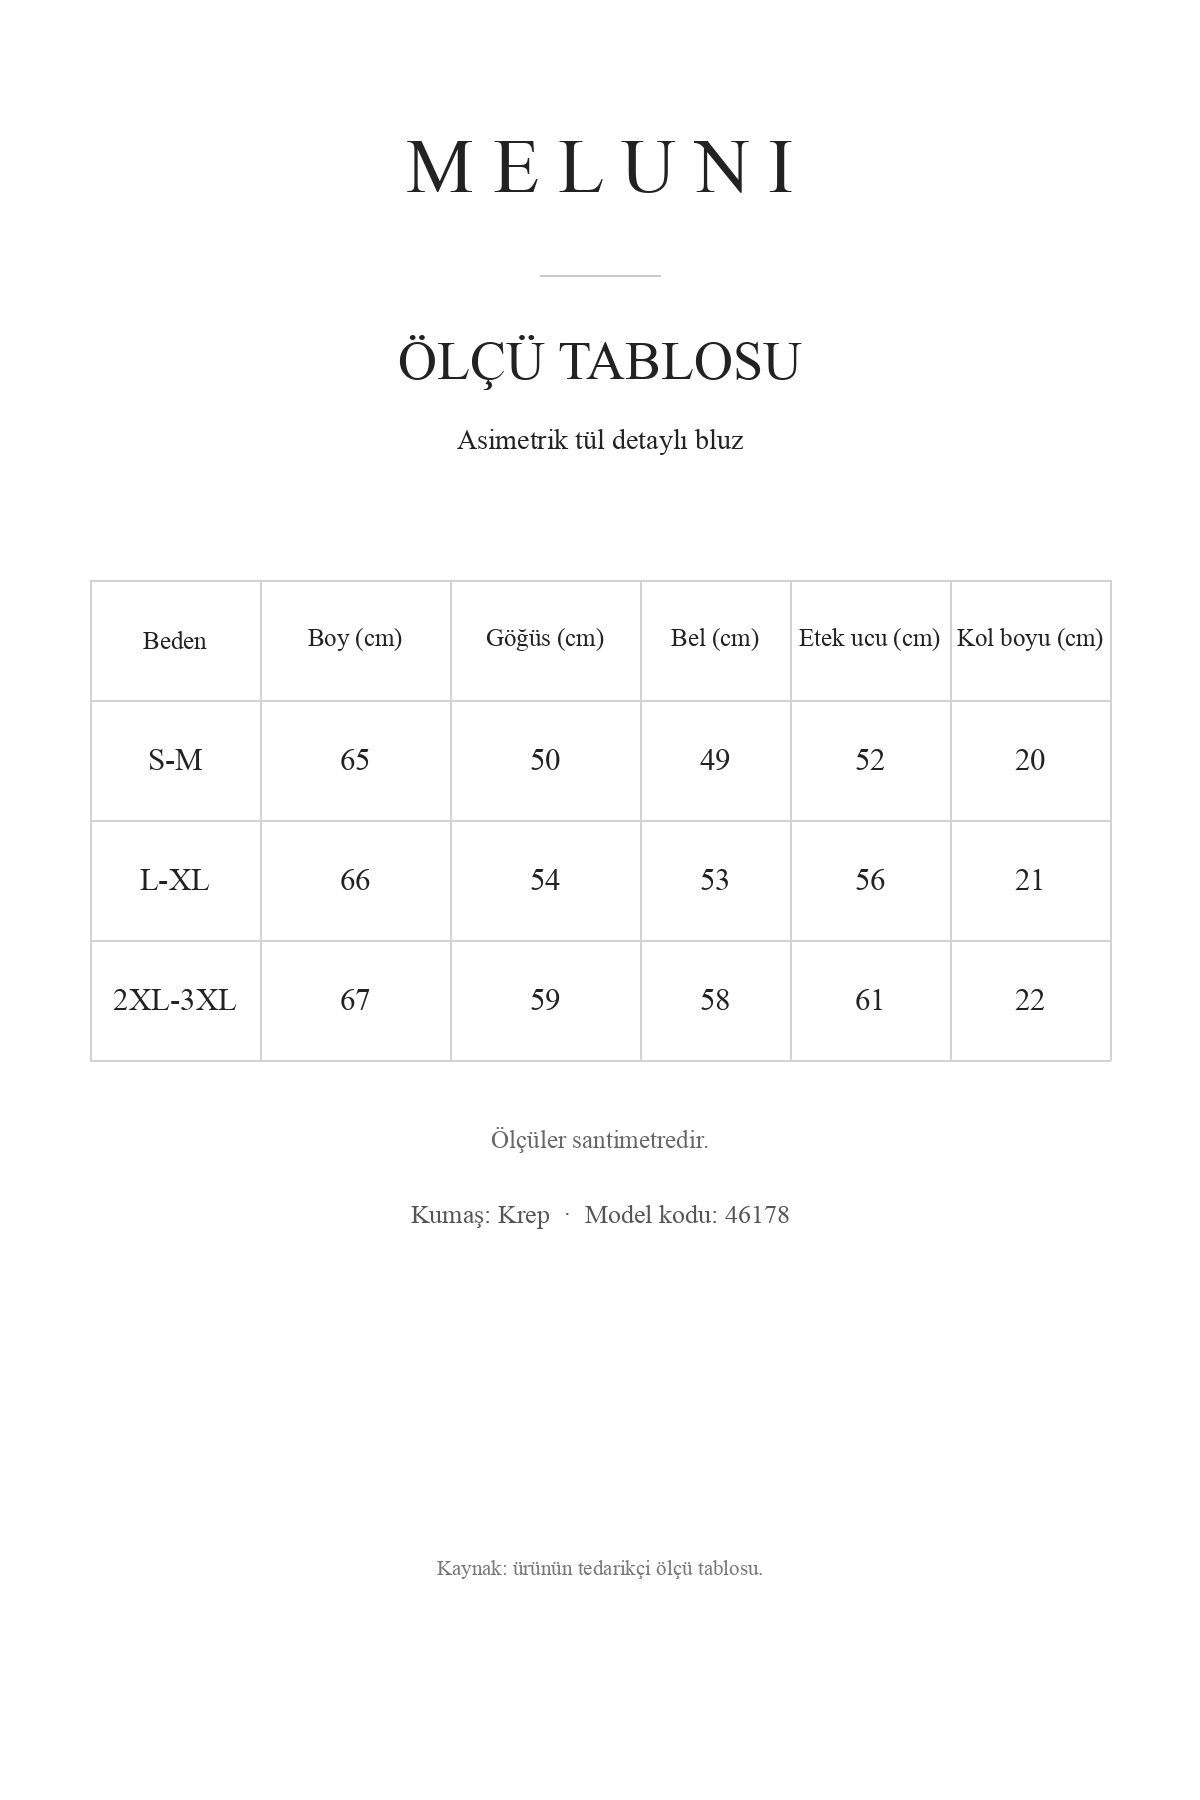 MELUNI
ÖLÇÜ TABLOSU
Asimetrik tül detaylı bluz
Beden Boy (cm) Göğüs (cm) Bel (cm) Etek ucu (cm) Kol boyu (cm)
S-M 65 50 49 52 20
L-XL 66 54 53 56 21
2XL-3XL 67 59 58 61 22
Ölçüler santimetredir.
Kumaş: Krep · Model kodu: 46178
Kaynak: ürünün tedarikçi ölçü tablosu.